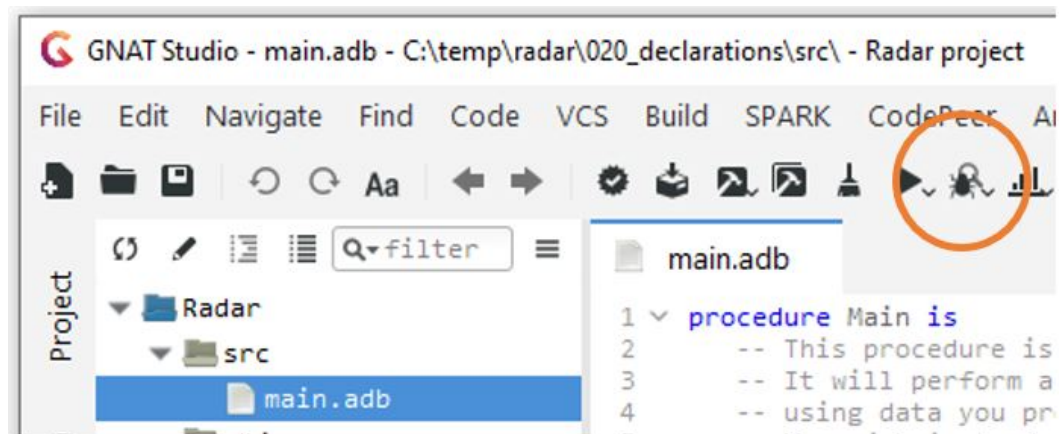 GNAT Studio - main.adb - C:\temp\radar\020_declarations\src\ - Radar project
File Edit Navigate Find Code VCS Build SPARK CodePeer
Aa
filter
Project
Radar
src
main.adb
main.adb
1 procedure Main is
2 -- This procedure is
3 -- It will perform a
4 -- using data you